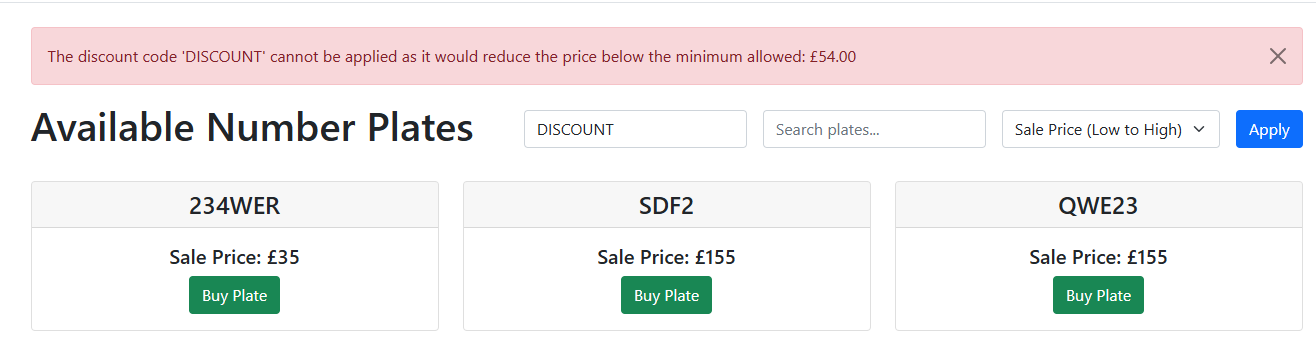 The discount code 'DISCOUNT' cannot be applied as it would reduce the price below the minimum allowed: £54.00
Available Number Plates
DISCOUNT
Search plates...
Sale Price (Low to High)
Apply
234WER
Sale Price: £35
Buy Plate
SDF2
Sale Price: £155
Buy Plate
QWE23
Sale Price: £155
Buy Plate